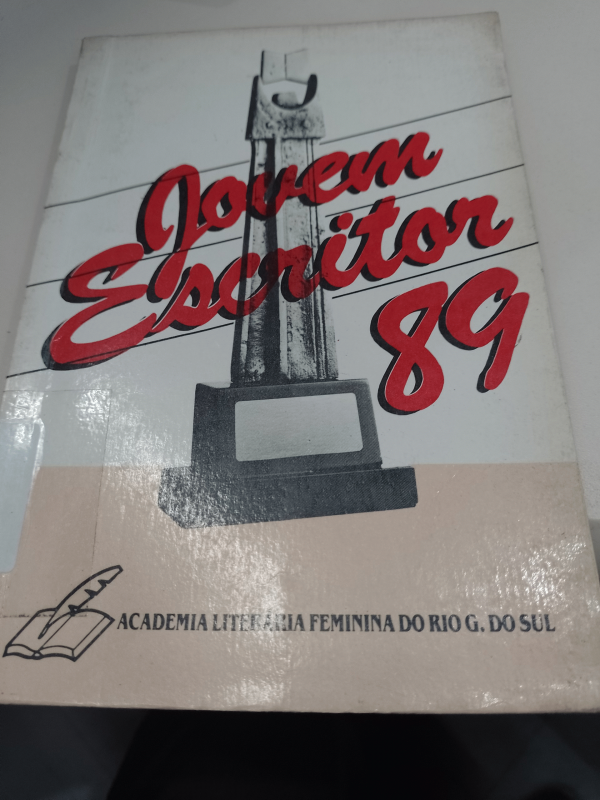 Jovem
Escritor
89
ACADEMIA LITERÁRIA FEMININA DO RIO G. DO SUL